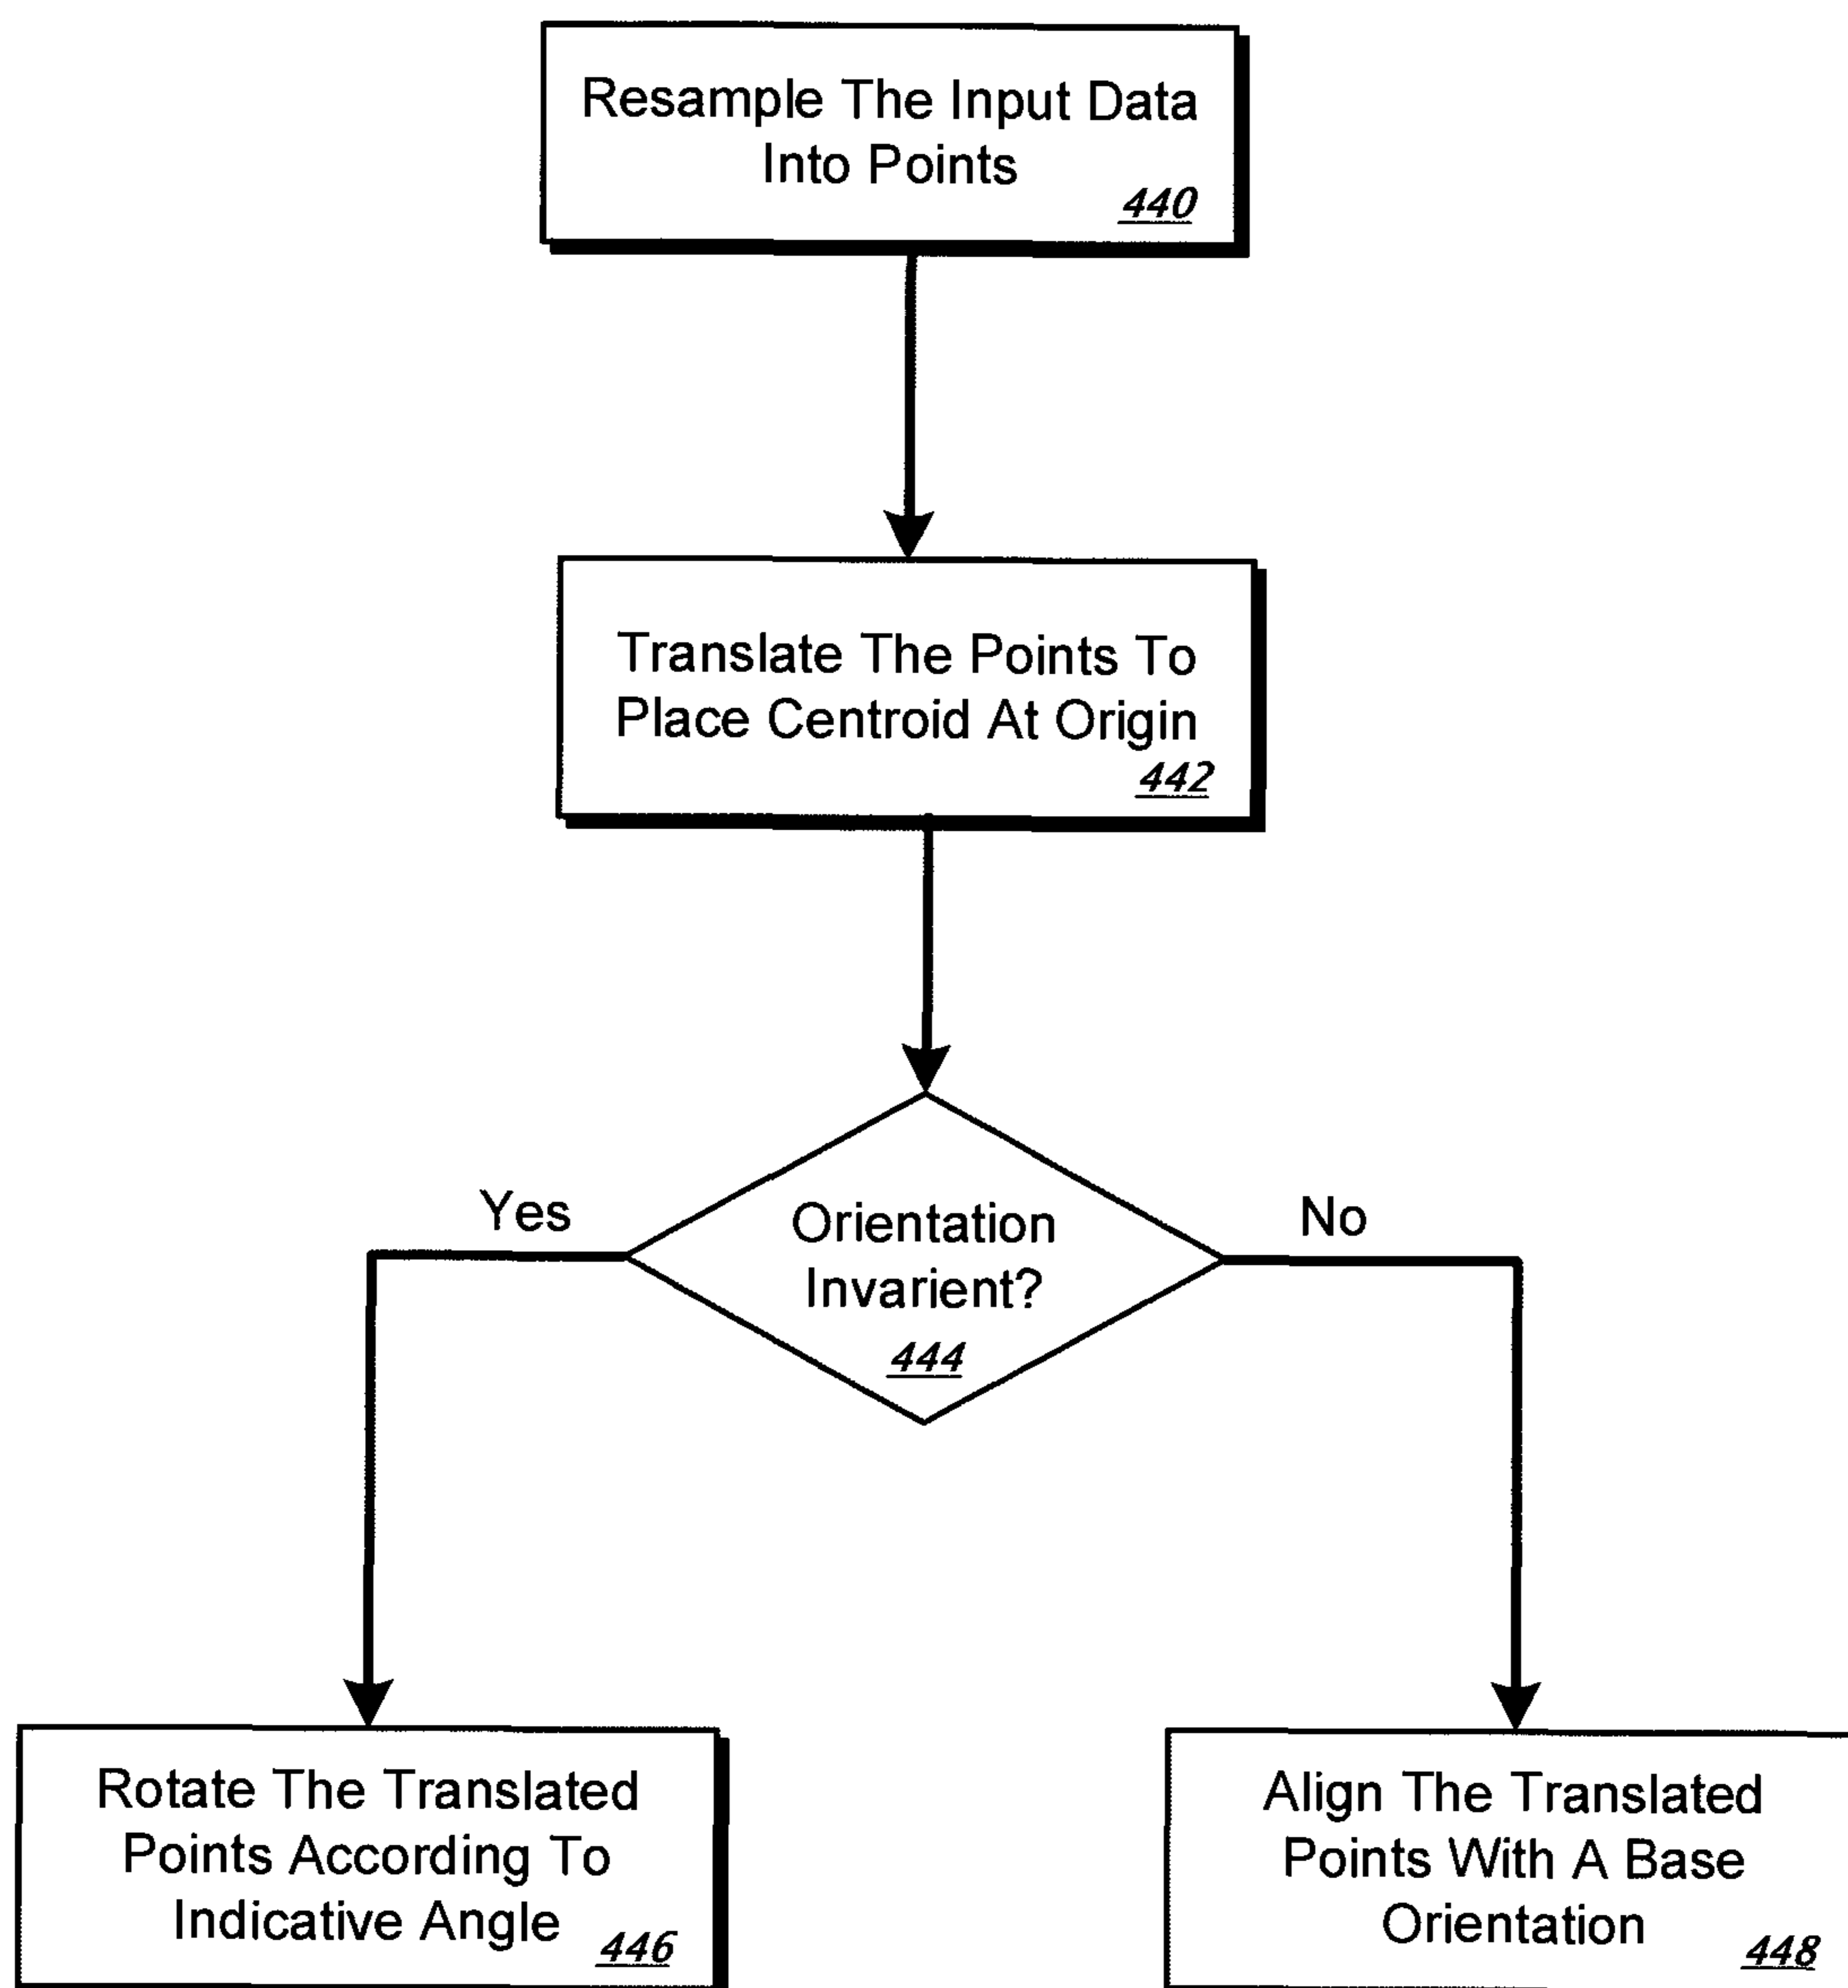 Resample The Input Data
Into Points
440
Translate The Points To
Place Centroid At Origin
442
Yes
No
Orientation
Invarient?
444
Rotate The Translated
Points According To
Indicative Angle
446
Align The Translated
Points With A Base
Orientation
448